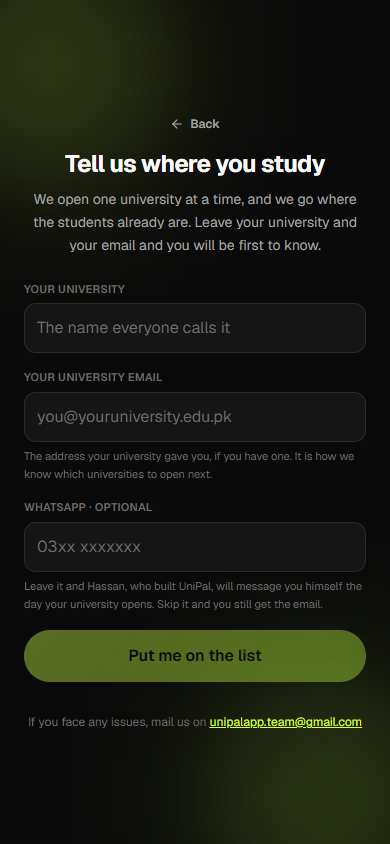 ← Back
Tell us where you study
We open one university at a time, and we go where
the students already are. Leave your university and
your email and you will be first to know.
YOUR UNIVERSITY
The name everyone calls it
YOUR UNIVERSITY EMAIL
you@youruniversity.edu.pk
The address your university gave you, if you have one. It is how we
know which universities to open next.
WHATSAPP · OPTIONAL
03xx xxxxxxx
Leave it and Hassan, who built UniPal, will message you himself the
day your university opens. Skip it and you still get the email.
Put me on the list
If you face any issues, mail us on unipalapp.team@gmail.com